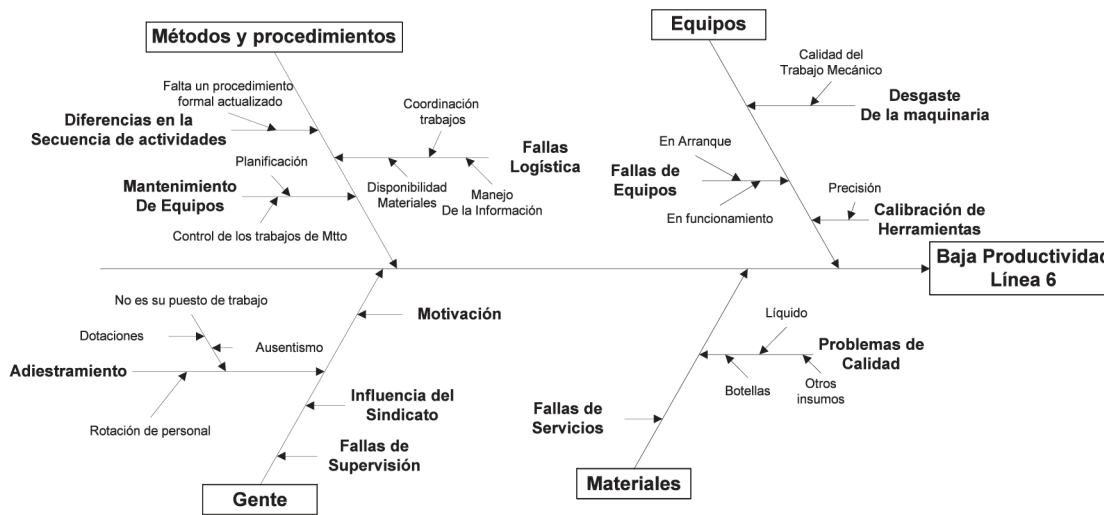 Métodos y procedimientos
Falta un procedimiento
formal actualizado
Diferencias en la
Secuencia de actividades
Coordinación
trabajos
Fallas
Logística
Planificación
Mantenimiento
De Equipos
Disponibilidad
Materiales
Manejo
De la Información
Control de los trabajos de Mtto
Equipos
Calidad del
Trabajo Mecánico
Desgaste
De la maquinaria
En Arranque
Fallas de
Equipos
En funcionamiento
Precisión
Calibración de
Herramientas
Baja Productividad
Línea 6
No es su puesto de trabajo
Dotaciones
Ausentismo
Adiestramiento
Rotación de personal
Motivación
Influencia del
Sindicato
Fallas de
Supervisión
Gente
Líquido
Problemas de
Calidad
Botellas
Otros
insumos
Fallas de
Servicios
Materiales